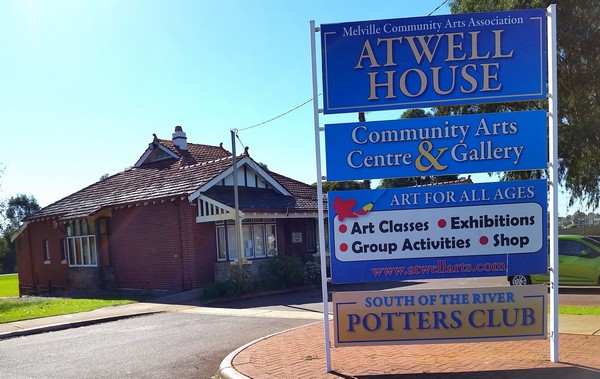 Melville Community Arts Association
ATWELL
HOUSE
Community Arts
Centre & Gallery
ART FOR ALL AGES
• Art Classes • Exhibitions
• Group Activities • Shop
www.atwellarts.com
SOUTH OF THE RIVER
POTTERS CLUB